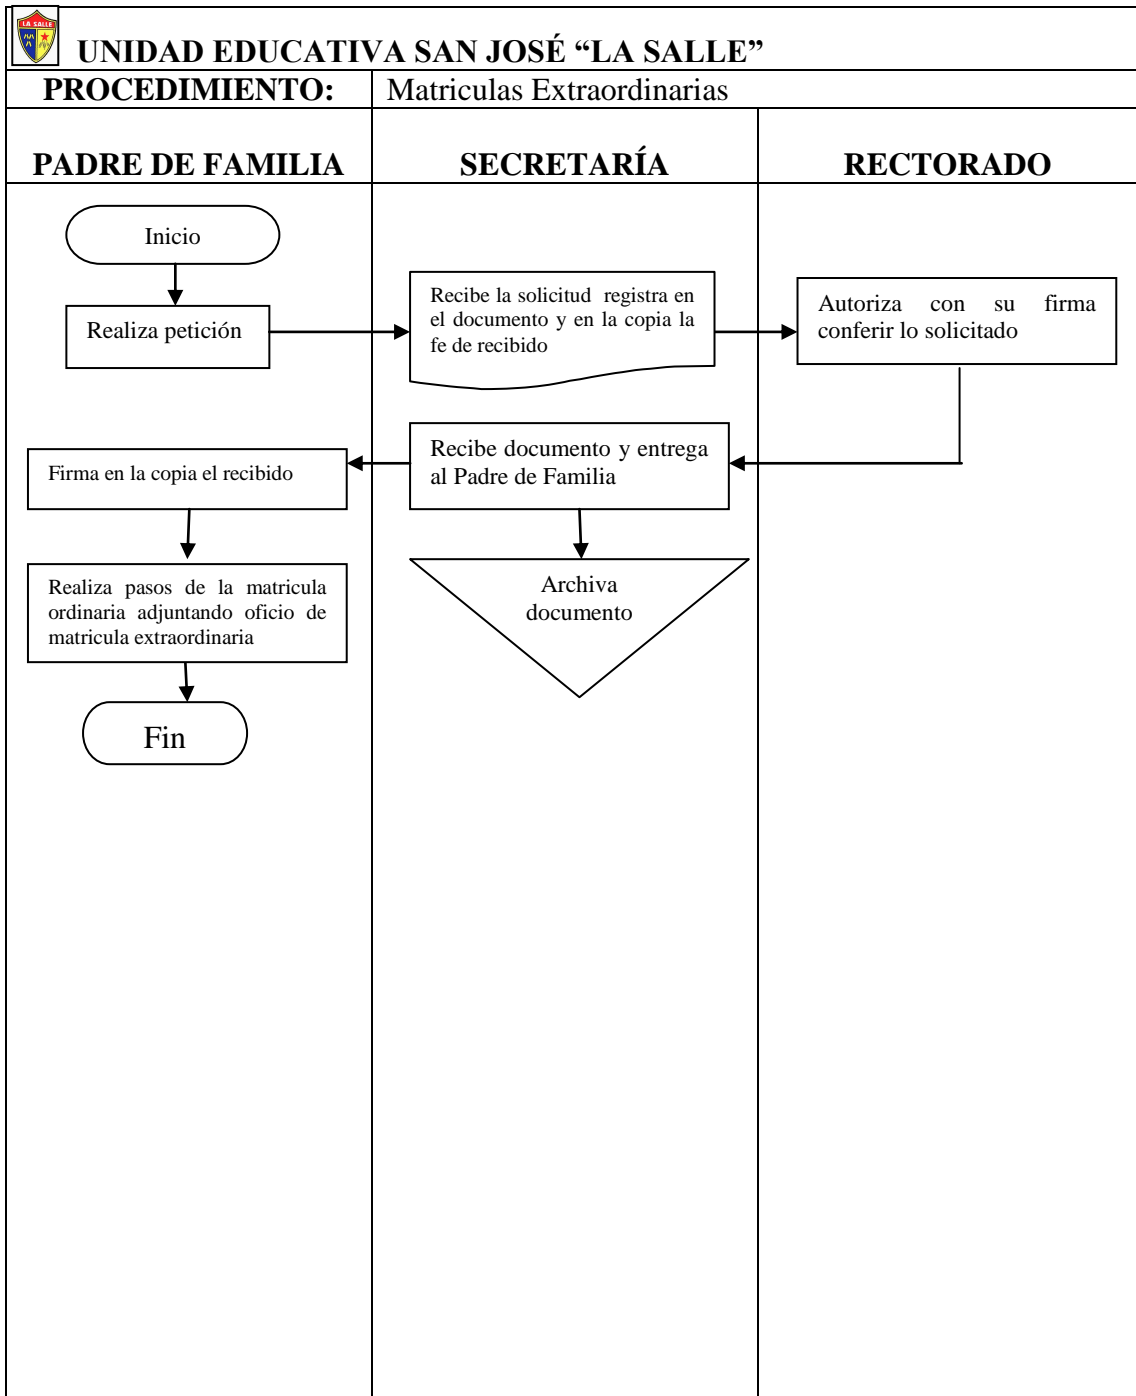 LA SALLE
UNIDAD EDUCATIVA SAN JOSÉ “LA SALLE”
PROCEDIMIENTO:
Matriculas Extraordinarias
PADRE DE FAMILIA
SECRETARÍA
RECTORADO
Inicio
Realiza petición
Recibe la solicitud registra en
el documento y en la copia la
fe de recibido
Autoriza con su firma
conferir lo solicitado
Recibe documento y entrega
al Padre de Familia
Firma en la copia el recibido
Realiza pasos de la matricula
ordinaria adjuntando oficio de
matricula extraordinaria
Archiva
documento
Fin